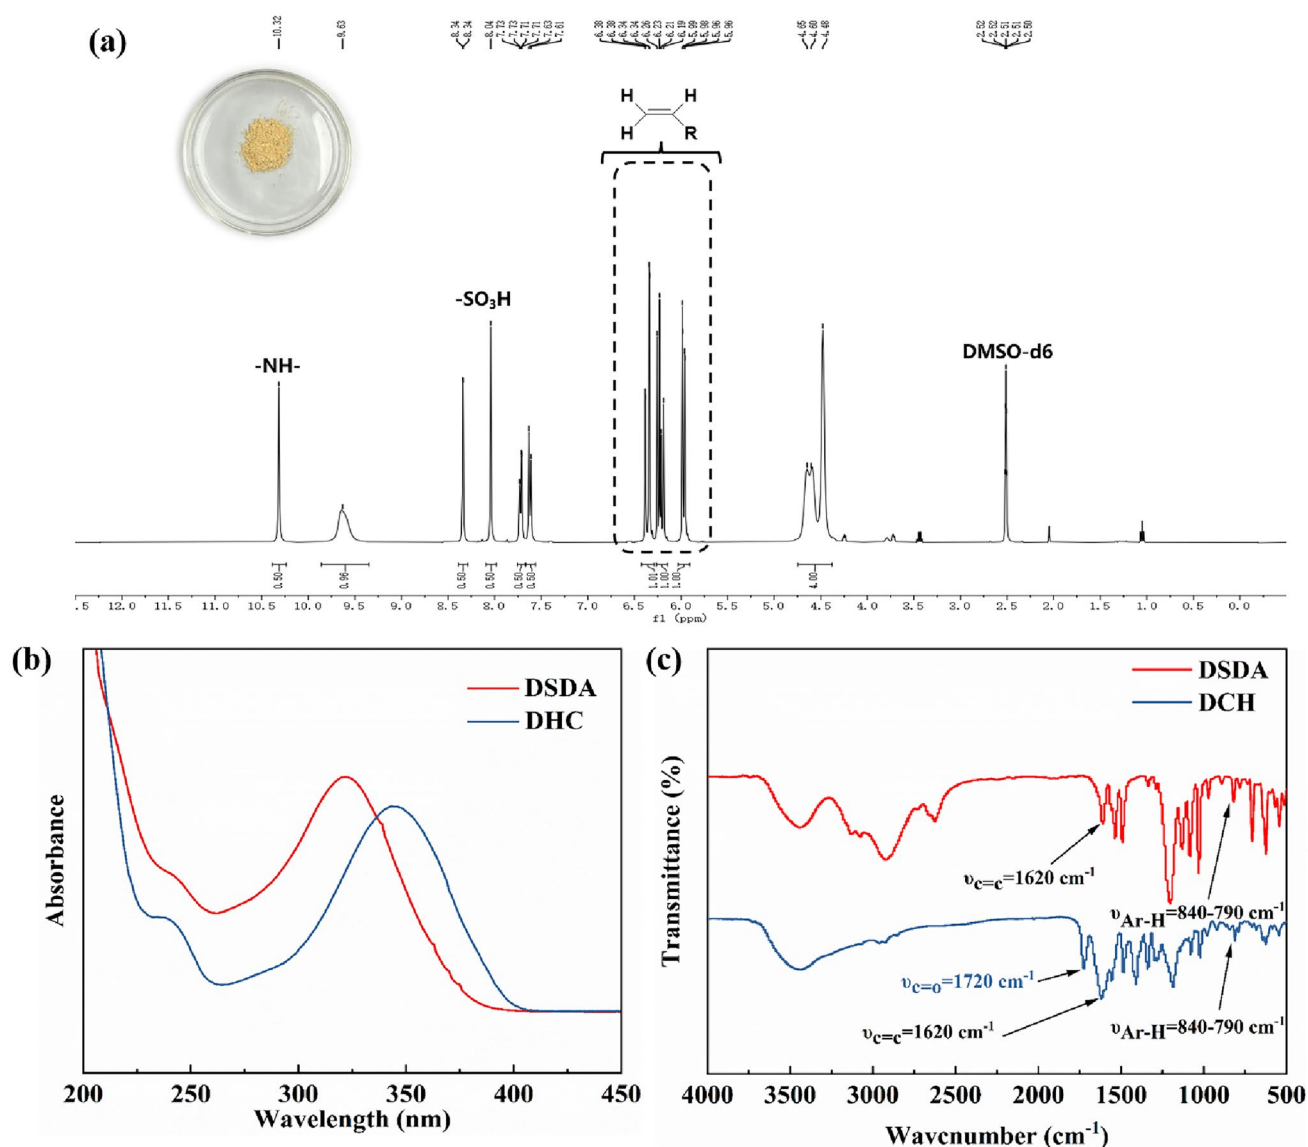 (a)
10.32
9.63
8.34
8.34
8.04
7.73
7.73
7.71
7.71
7.63
7.61
6.38
6.38
6.34
6.34
6.26
6.23
6.21
6.19
5.99
5.98
5.96
5.96
4.65
4.60
4.48
2.52
2.52
2.51
2.51
2.50
H H
H R
-SO3H
-NH-
DMSO-d6
0.50
0.96
0.50
0.50
0.50
0.50
1.01
1.00
1.00
4.00
.5 12.0 11.5 11.0 10.5 10.0 9.5 9.0 8.5 8.0 7.5 7.0 6.5 6.0 5.5 5.0 4.5 4.0 3.5 3.0 2.5 2.0 1.5 1.0 0.5 0.0
f1 (ppm)
(b)
DSDA
DHC
Absorbance
200 250 300 350 400 450
Wavelength (nm)
(c)
DSDA
DCH
Transmittance (%)
υc=c=1620 cm-1
υAr-H=840-790 cm-1
υc=o=1720 cm-1
υc=c=1620 cm-1
υAr-H=840-790 cm-1
4000 3500 3000 2500 2000 1500 1000 500
Wavenumber (cm-1)